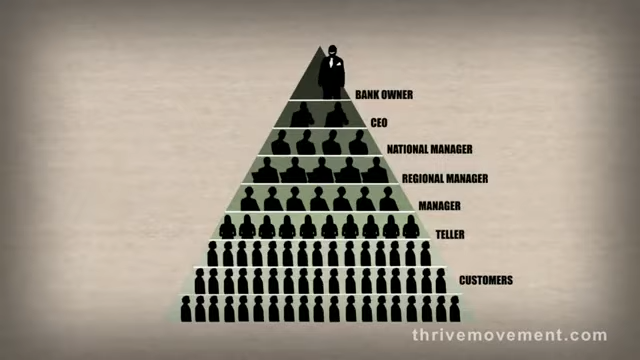 BANK OWNER
CEO
NATIONAL MANAGER
REGIONAL MANAGER
MANAGER
TELLER
CUSTOMERS
thrivemovement.com